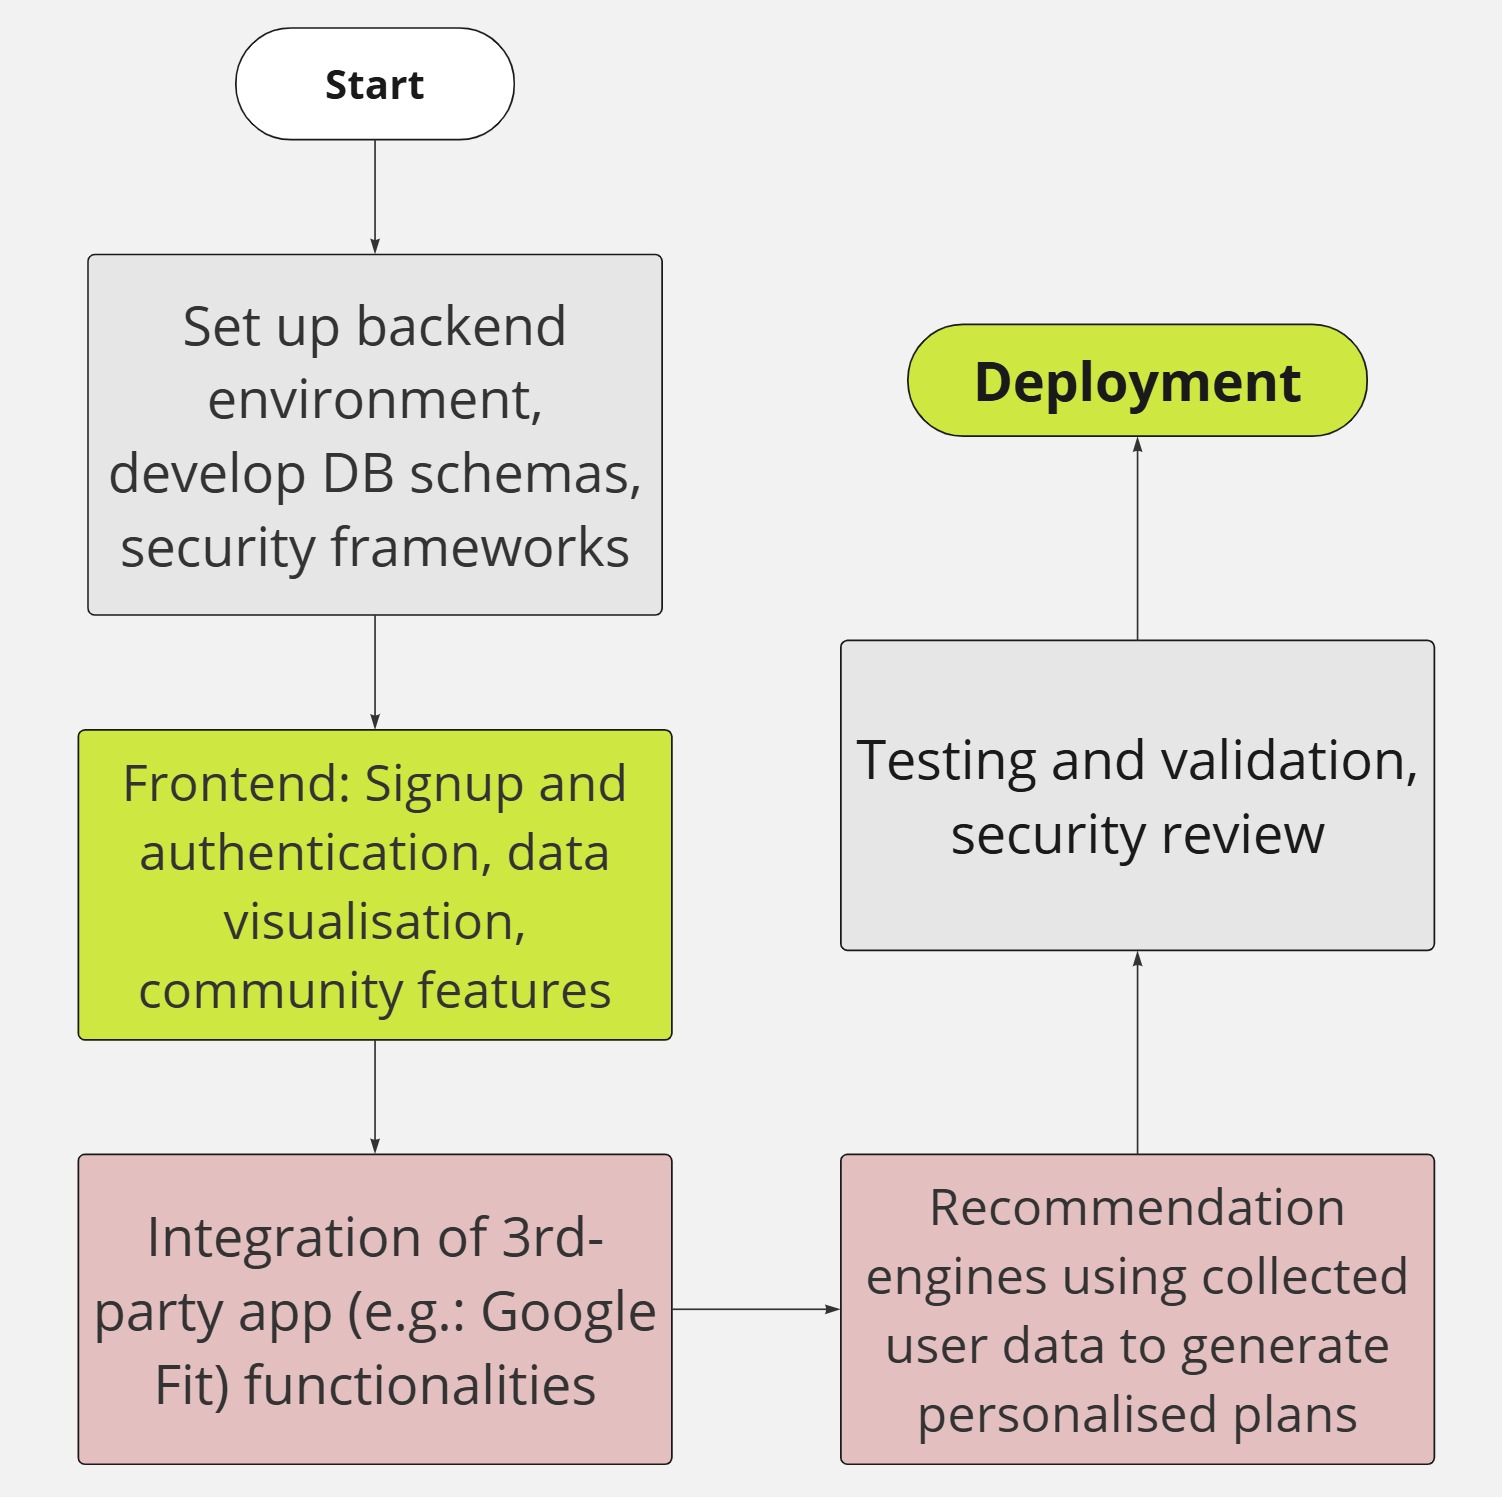 Start
Set up backend
environment,
develop DB schemas,
security frameworks
Frontend: Signup and
authentication, data
visualisation,
community features
Integration of 3rd-
party app (e.g.: Google
Fit) functionalities
Recommendation
engines using collected
user data to generate
personalised plans
Testing and validation,
security review
Deployment